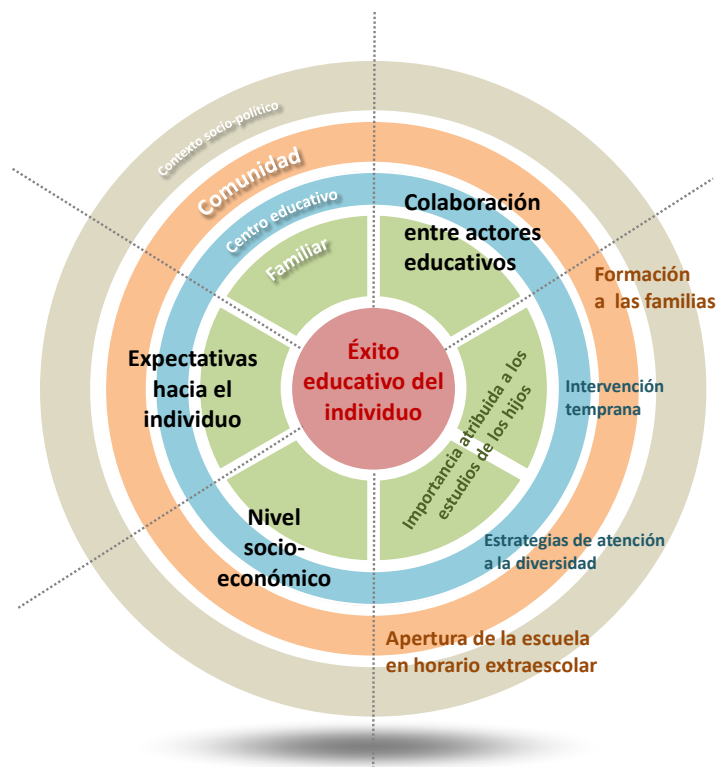 Contexto socio-político
Comunidad
Centro educativo
Familiar
Colaboración
entre actores
educativos
Formación
a las familias
Éxito
educativo del
individuo
Expectativas
hacia el
individuo
Intervención
temprana
Importancia atribuida a los
estudios de los hijos
Nivel
socio-
económico
Estrategias de atención
a la diversidad
Apertura de la escuela
en horario extraescolar